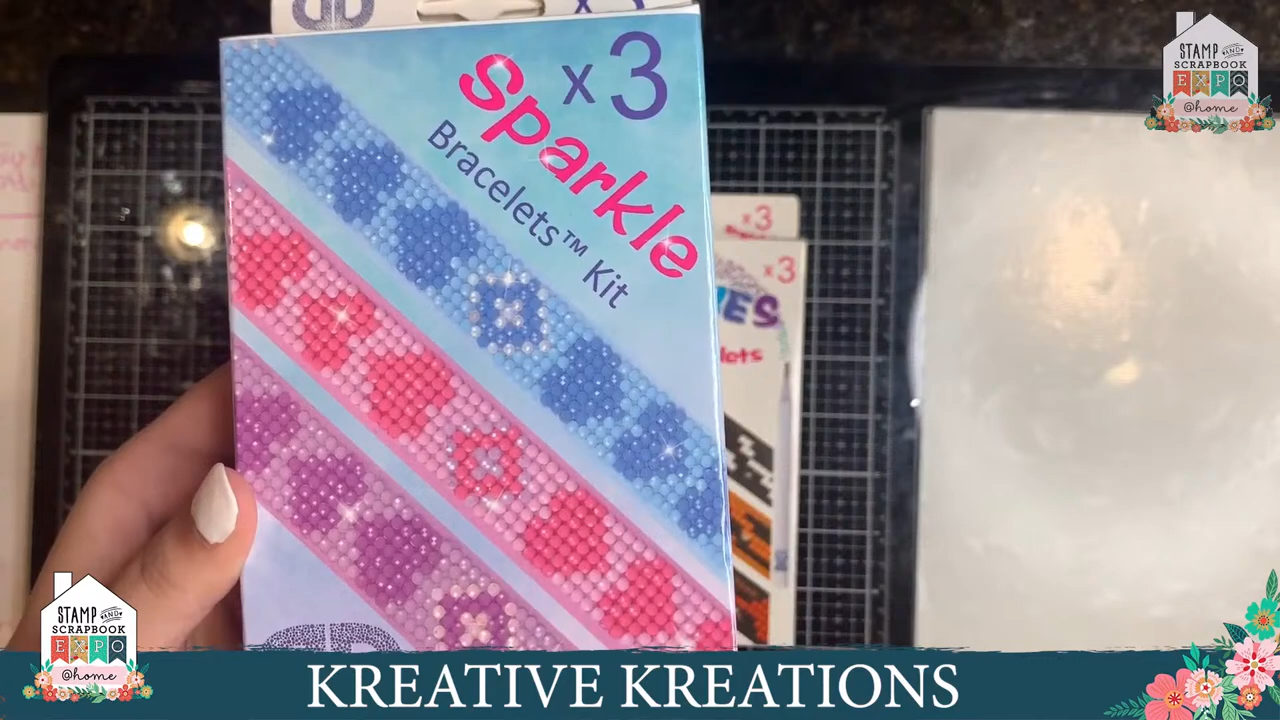 x3
Sparkle
Bracelets™ Kit
x3
x3
ES
lets
STAMP AND
SCRAPBOOK
EXPO
@home
STAMP AND
SCRAPBOOK
EXPO
@home
KREATIVE KREATIONS